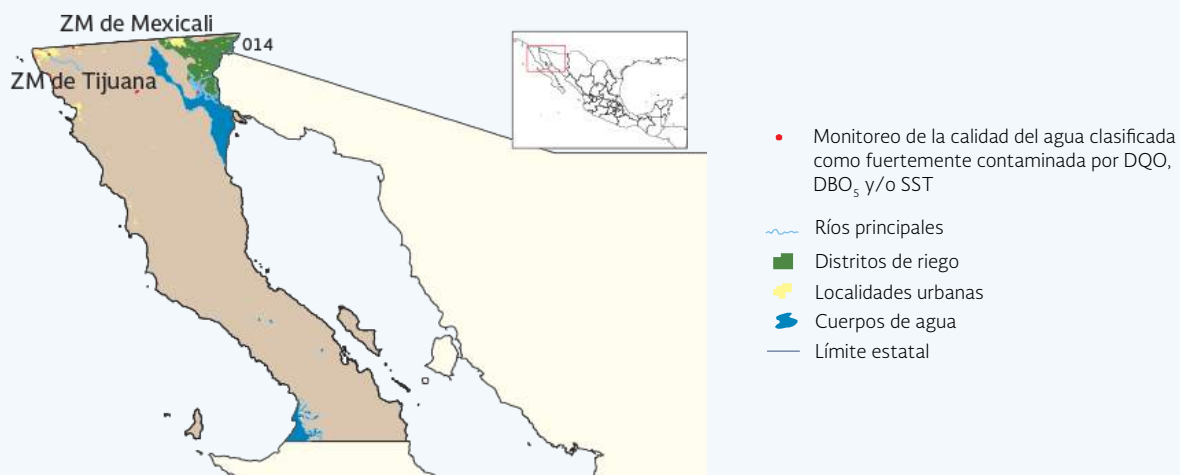 ZM de Mexicali
014
ZM de Tijuana
Monitoreo de la calidad del agua clasificada
como fuertemente contaminada por DQO,
DBO₅ y/o SST
Ríos principales
Distritos de riego
Localidades urbanas
Cuerpos de agua
Límite estatal